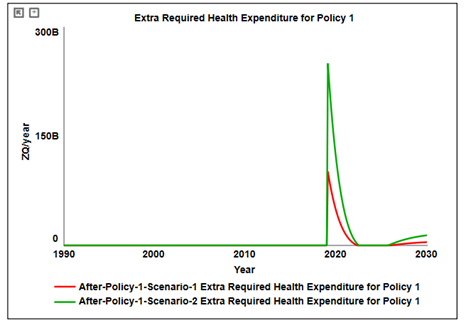 Extra Required Health Expenditure for Policy 1
300B
150B
0
ZQ/year
1990 2000 2010 2020 2030
Year
After-Policy-1-Scenario-1 Extra Required Health Expenditure for Policy 1
After-Policy-1-Scenario-2 Extra Required Health Expenditure for Policy 1